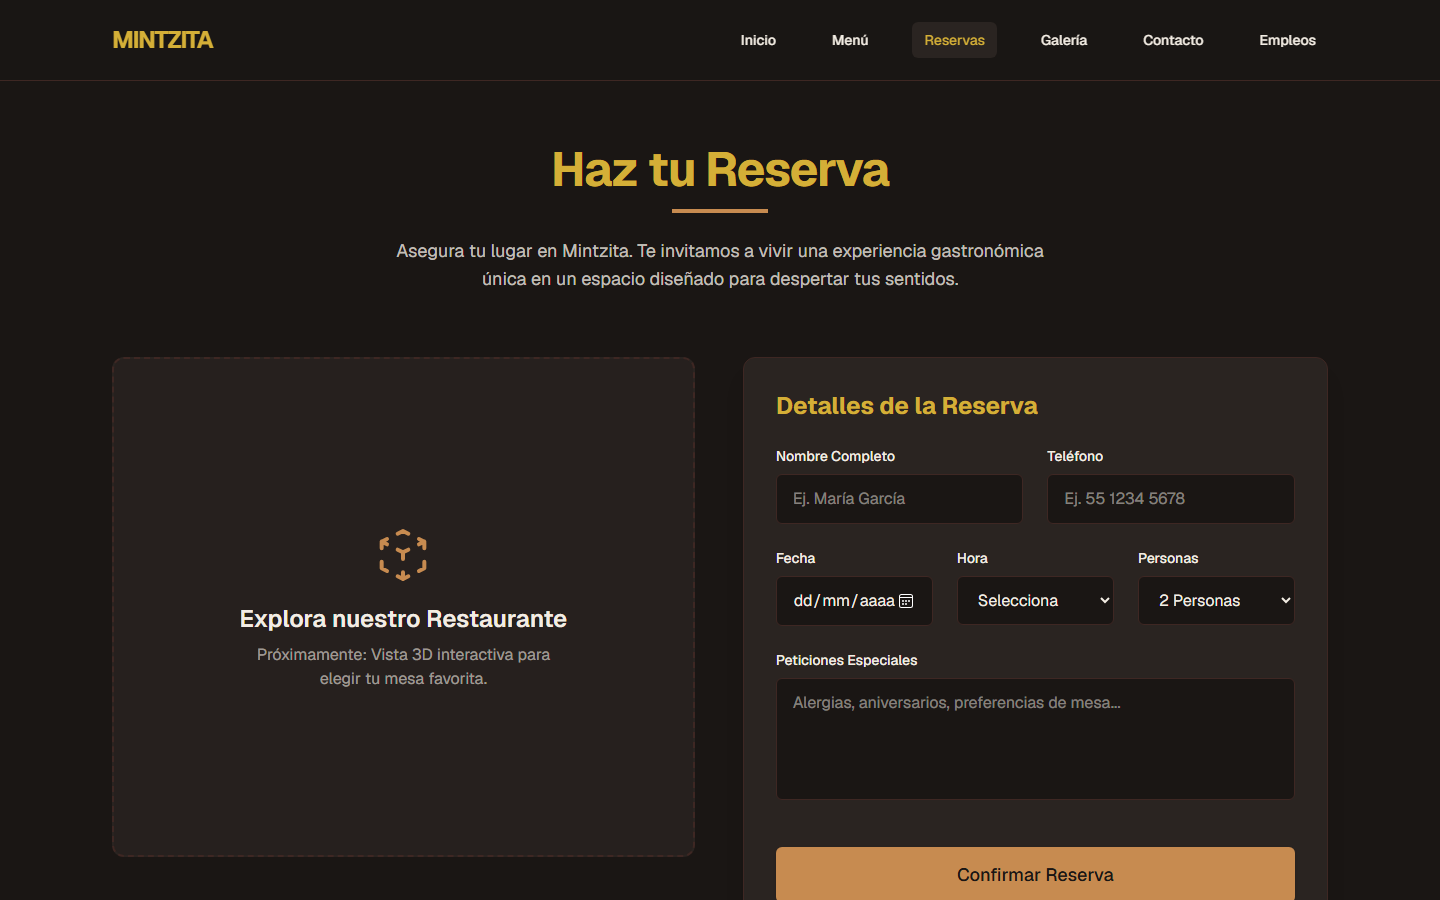 MINTZITA
Inicio
Menú
Reservas
Galería
Contacto
Empleos
Haz tu Reserva
Asegura tu lugar en Mintzita. Te invitamos a vivir una experiencia gastronómica
única en un espacio diseñado para despertar tus sentidos.
Explora nuestro Restaurante
Próximamente: Vista 3D interactiva para
elegir tu mesa favorita.
Detalles de la Reserva
Nombre Completo
Teléfono
Ej. María García
Ej. 55 1234 5678
Fecha
Hora
Personas
dd/mm/aaaa
Selecciona
2 Personas
Peticiones Especiales
Alergias, aniversarios, preferencias de mesa...
Confirmar Reserva